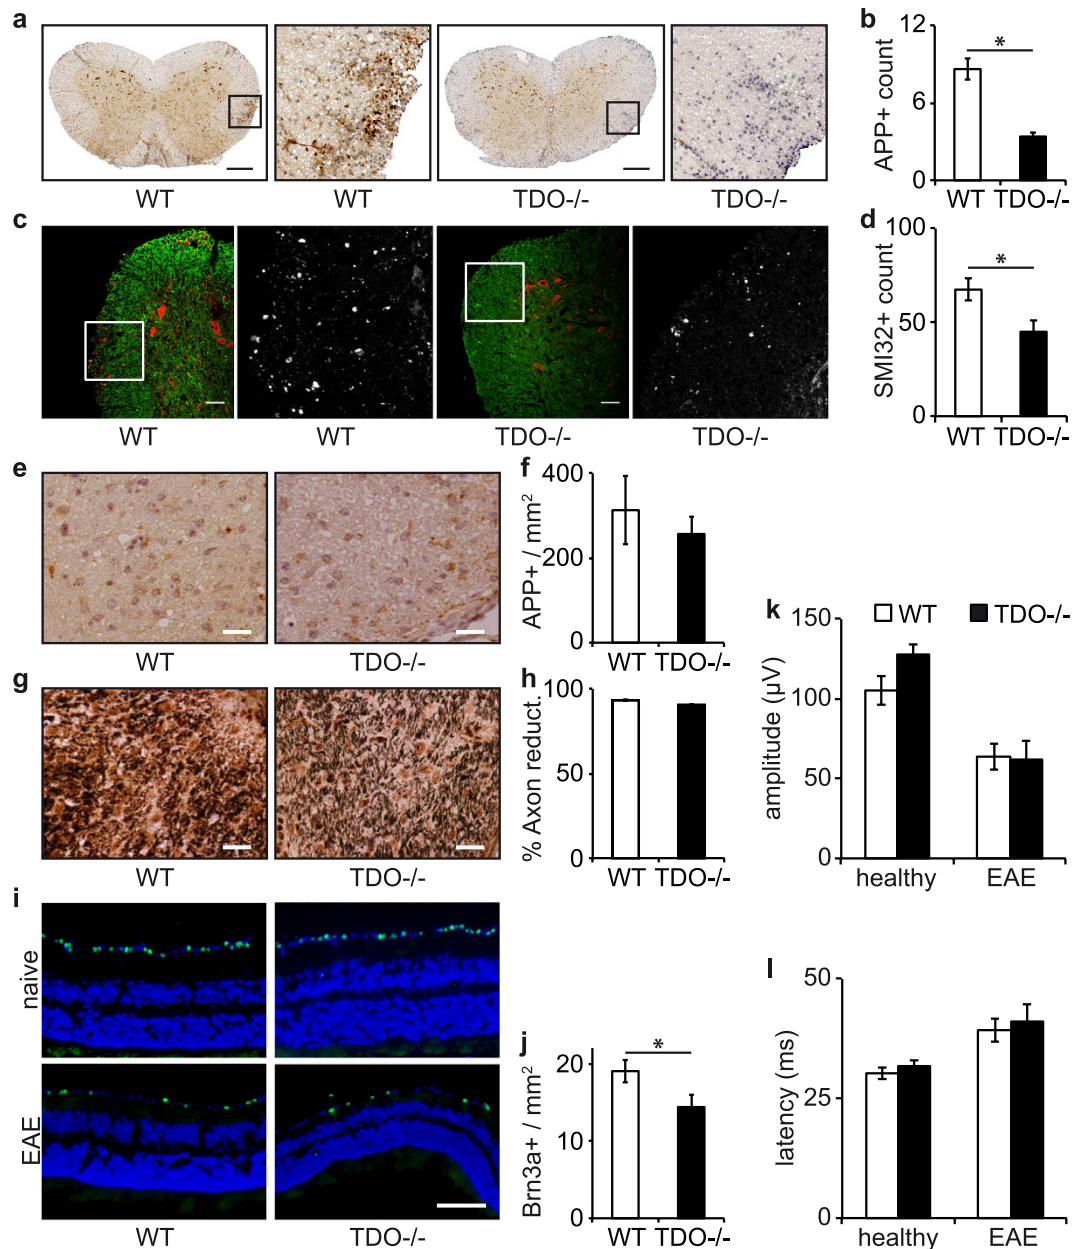 a
WT
WT
TDO-/-
TDO-/-
b
APP+ count
12
6
0
*
WT TDO-/-
c
WT
WT
TDO-/-
TDO-/-
d
SMI32+ count
100
50
0
*
WT TDO-/-
e
WT
TDO-/-
f
APP+ / mm²
400
200
0
WT TDO-/-
g
WT
TDO-/-
h
% Axon reduct.
100
50
0
WT TDO-/-
i
naive
EAE
WT
TDO-/-
j
Brn3a+ / mm²
20
10
0
*
WT TDO-/-
k
WT TDO-/-
amplitude (µV)
150
100
50
0
healthy EAE
l
latency (ms)
50
30
ms
healthy EAE